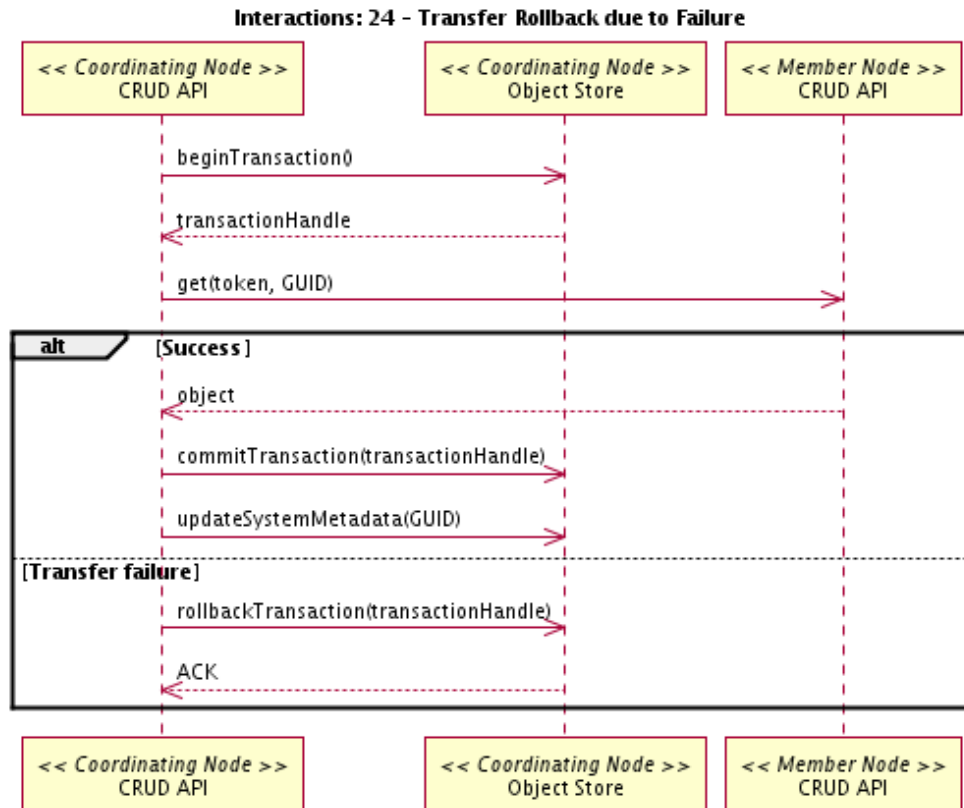 Interactions: 24 - Transfer Rollback due to Failure
<< Coordinating Node >>
CRUD API
<< Coordinating Node >>
Object Store
<< Member Node >>
CRUD API
beginTransaction()
transactionHandle
get(token, GUID)
alt
[Success ]
object
commitTransaction(transactionHandle)
updateSystemMetadata(GUID)
[Transfer failure]
rollbackTransaction(transactionHandle)
ACK
<< Coordinating Node >>
CRUD API
<< Coordinating Node >>
Object Store
<< Member Node >>
CRUD API